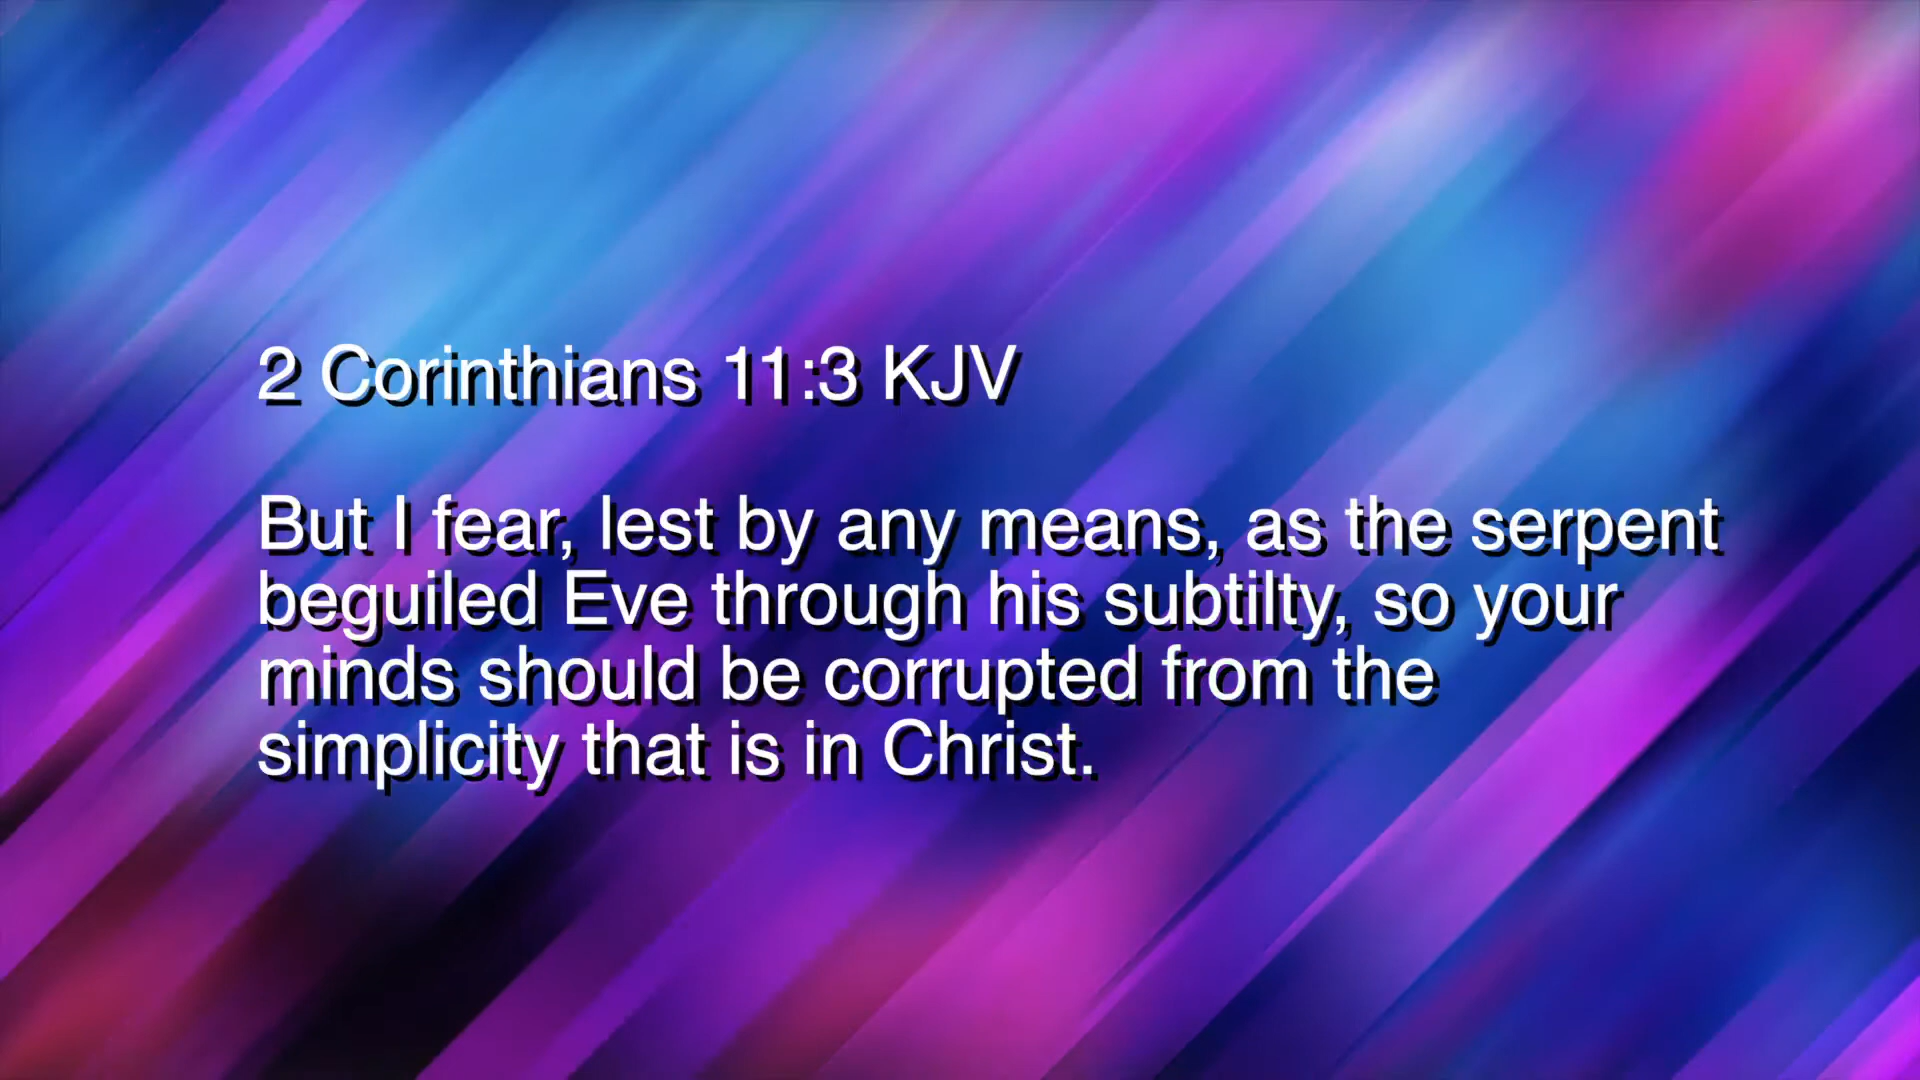 2 Corinthians 11:3 KJV
But I fear, lest by any means, as the serpent
beguiled Eve through his subtilty, so your
minds should be corrupted from the
simplicity that is in Christ.